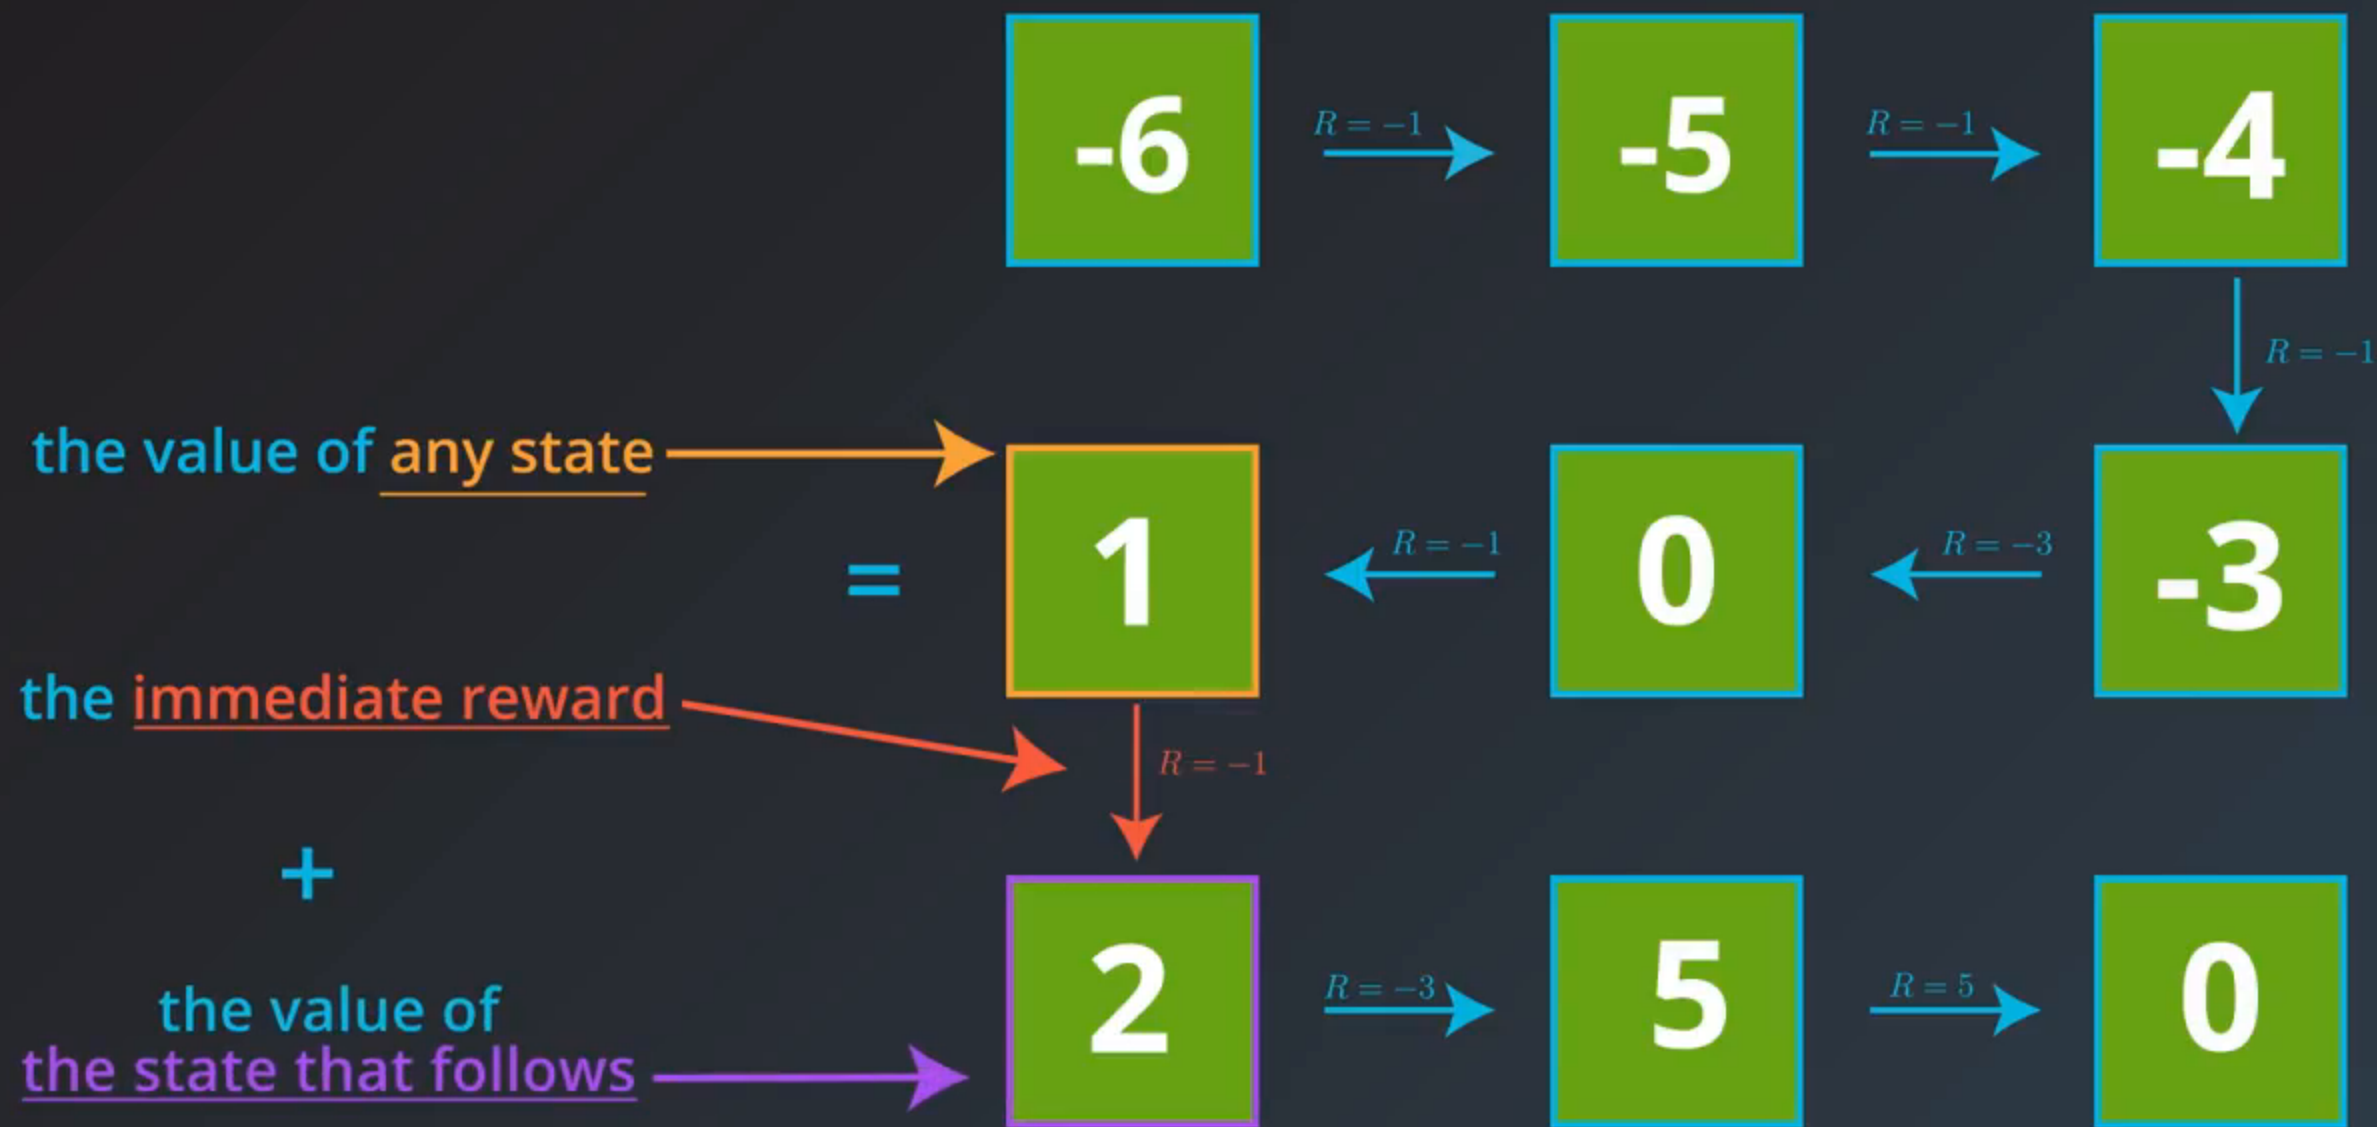 -6 R = −1 -5 R = −1 -4
R = −1
the value of any state
= 1 R = −1 0 R = −3 -3
the immediate reward
R = −1
+
2 R = −3 5 R = 5 0
the value of
the state that follows